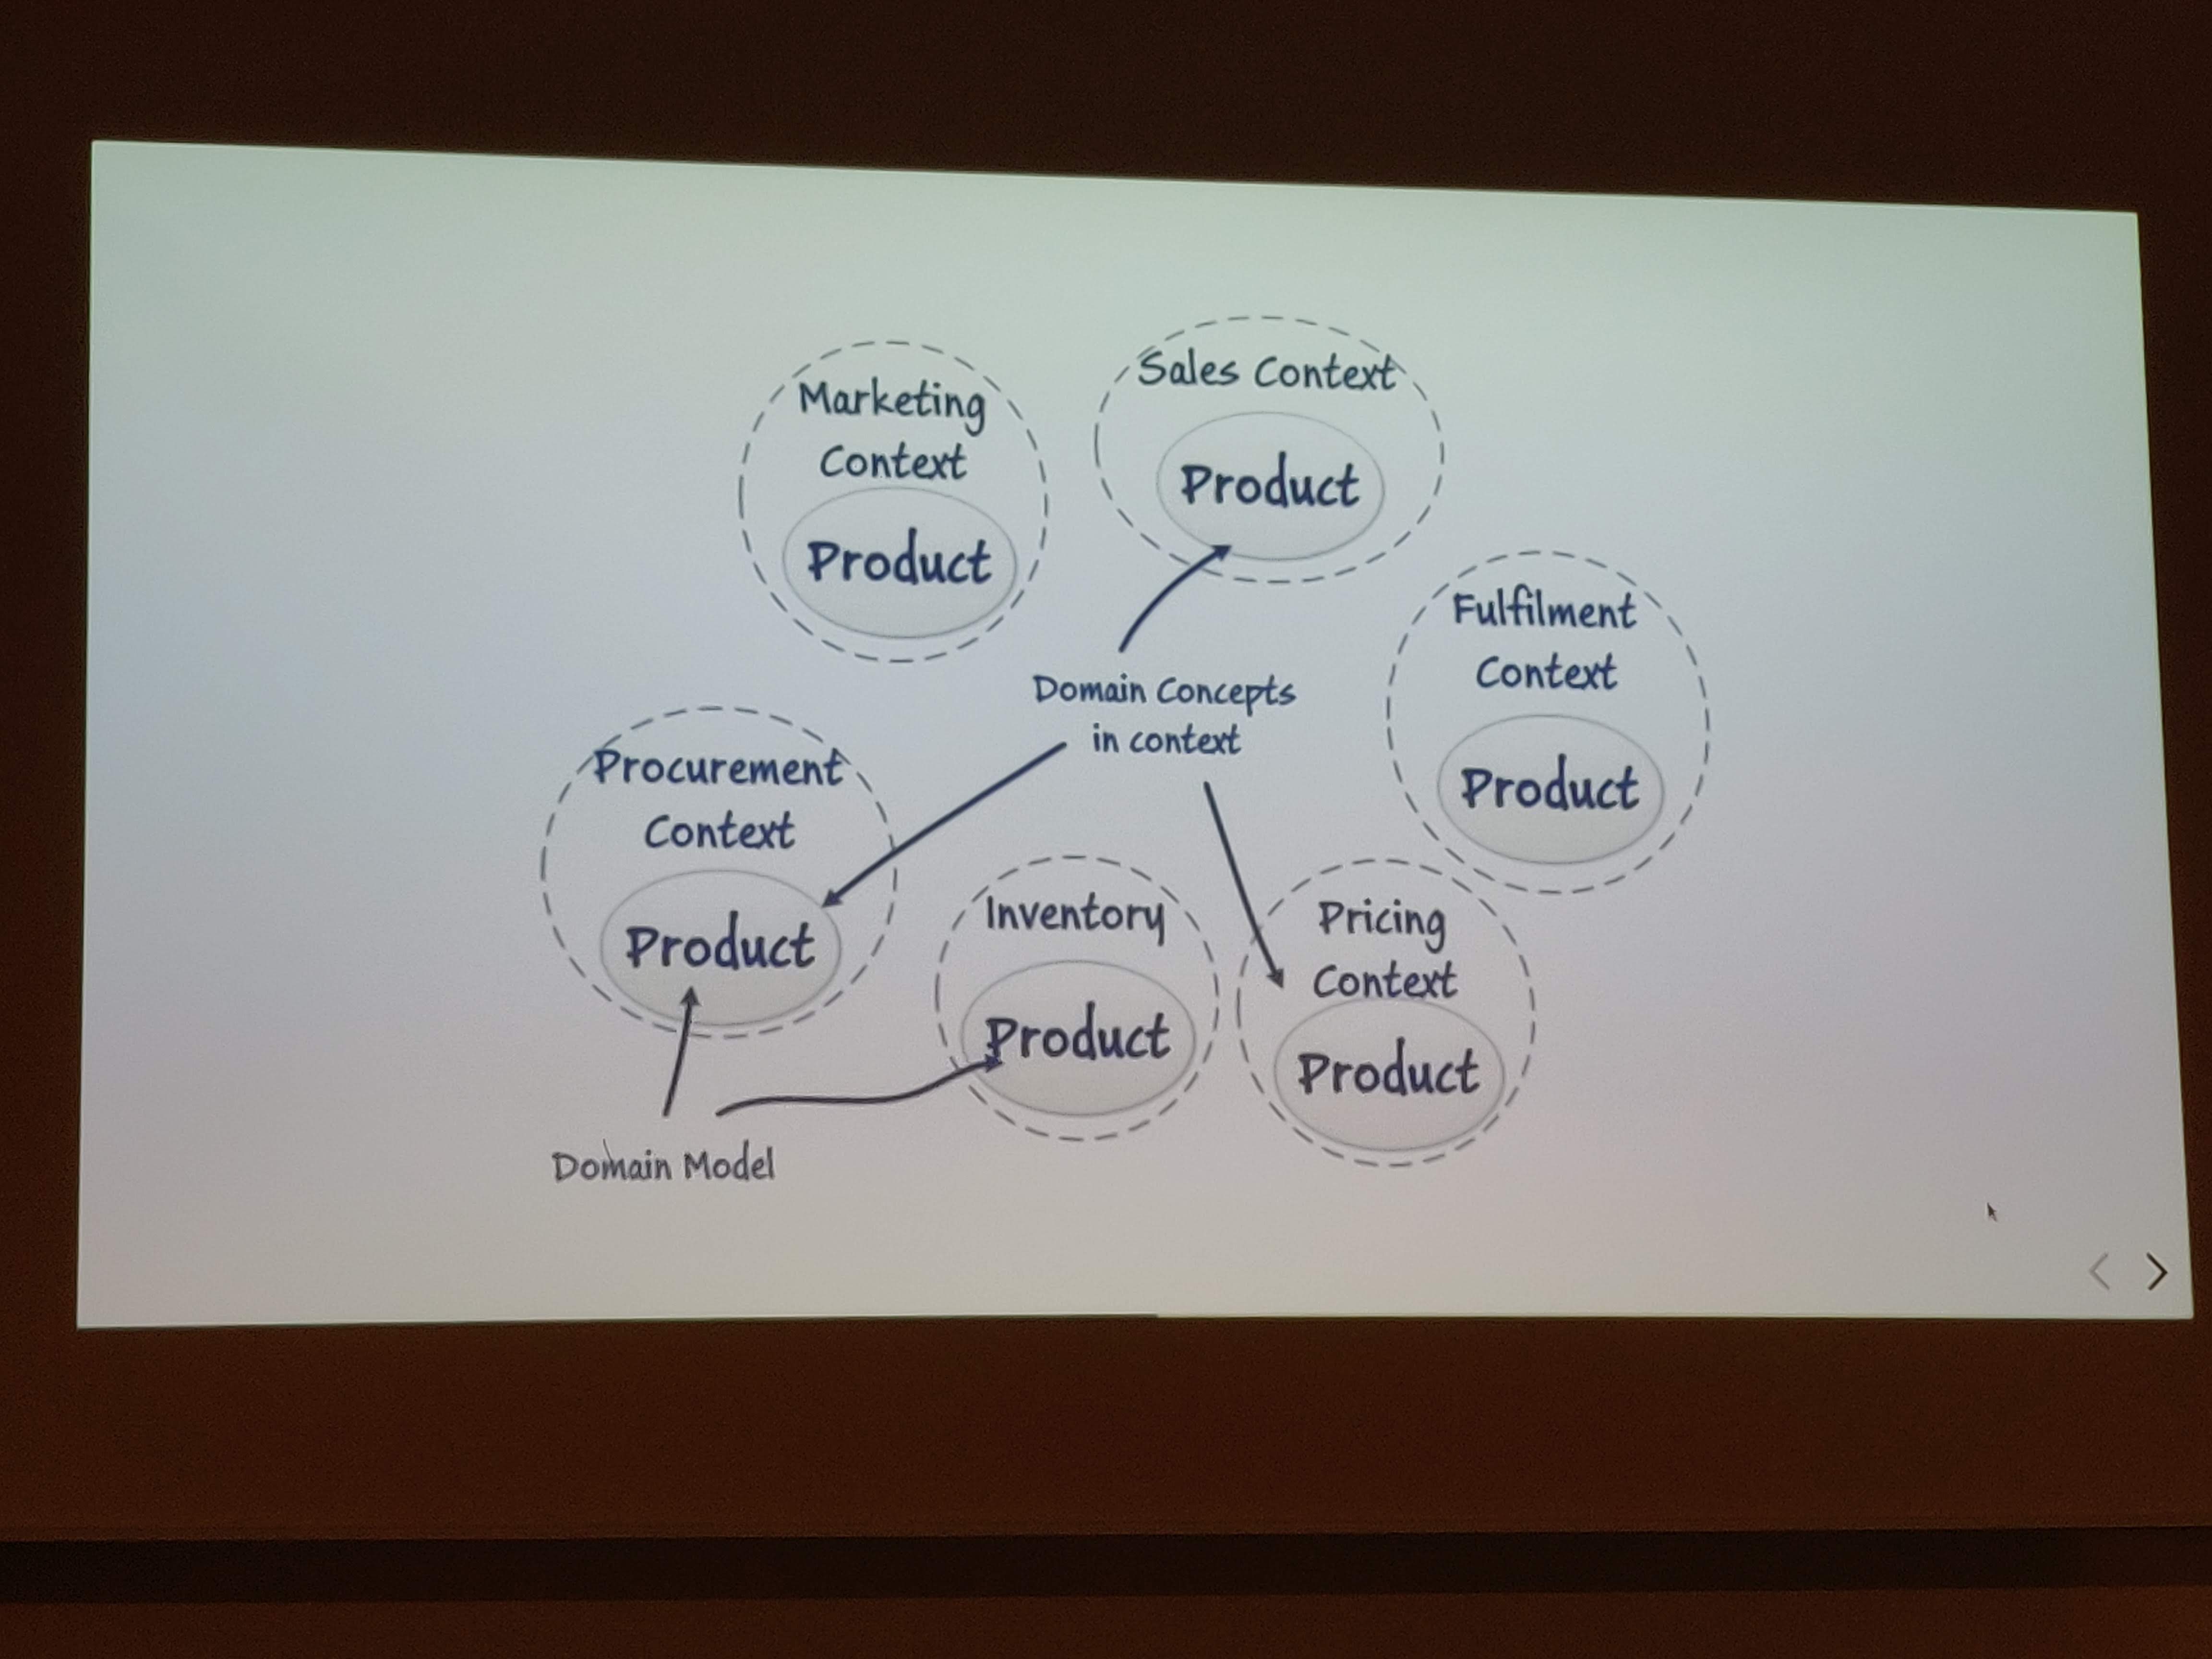 Marketing
Context
Product
Sales Context
Product
Fulfilment
Context
Product
Domain Concepts
in context
Procurement
Context
Product
Inventory
Product
Pricing
Context
Product
Domain Model